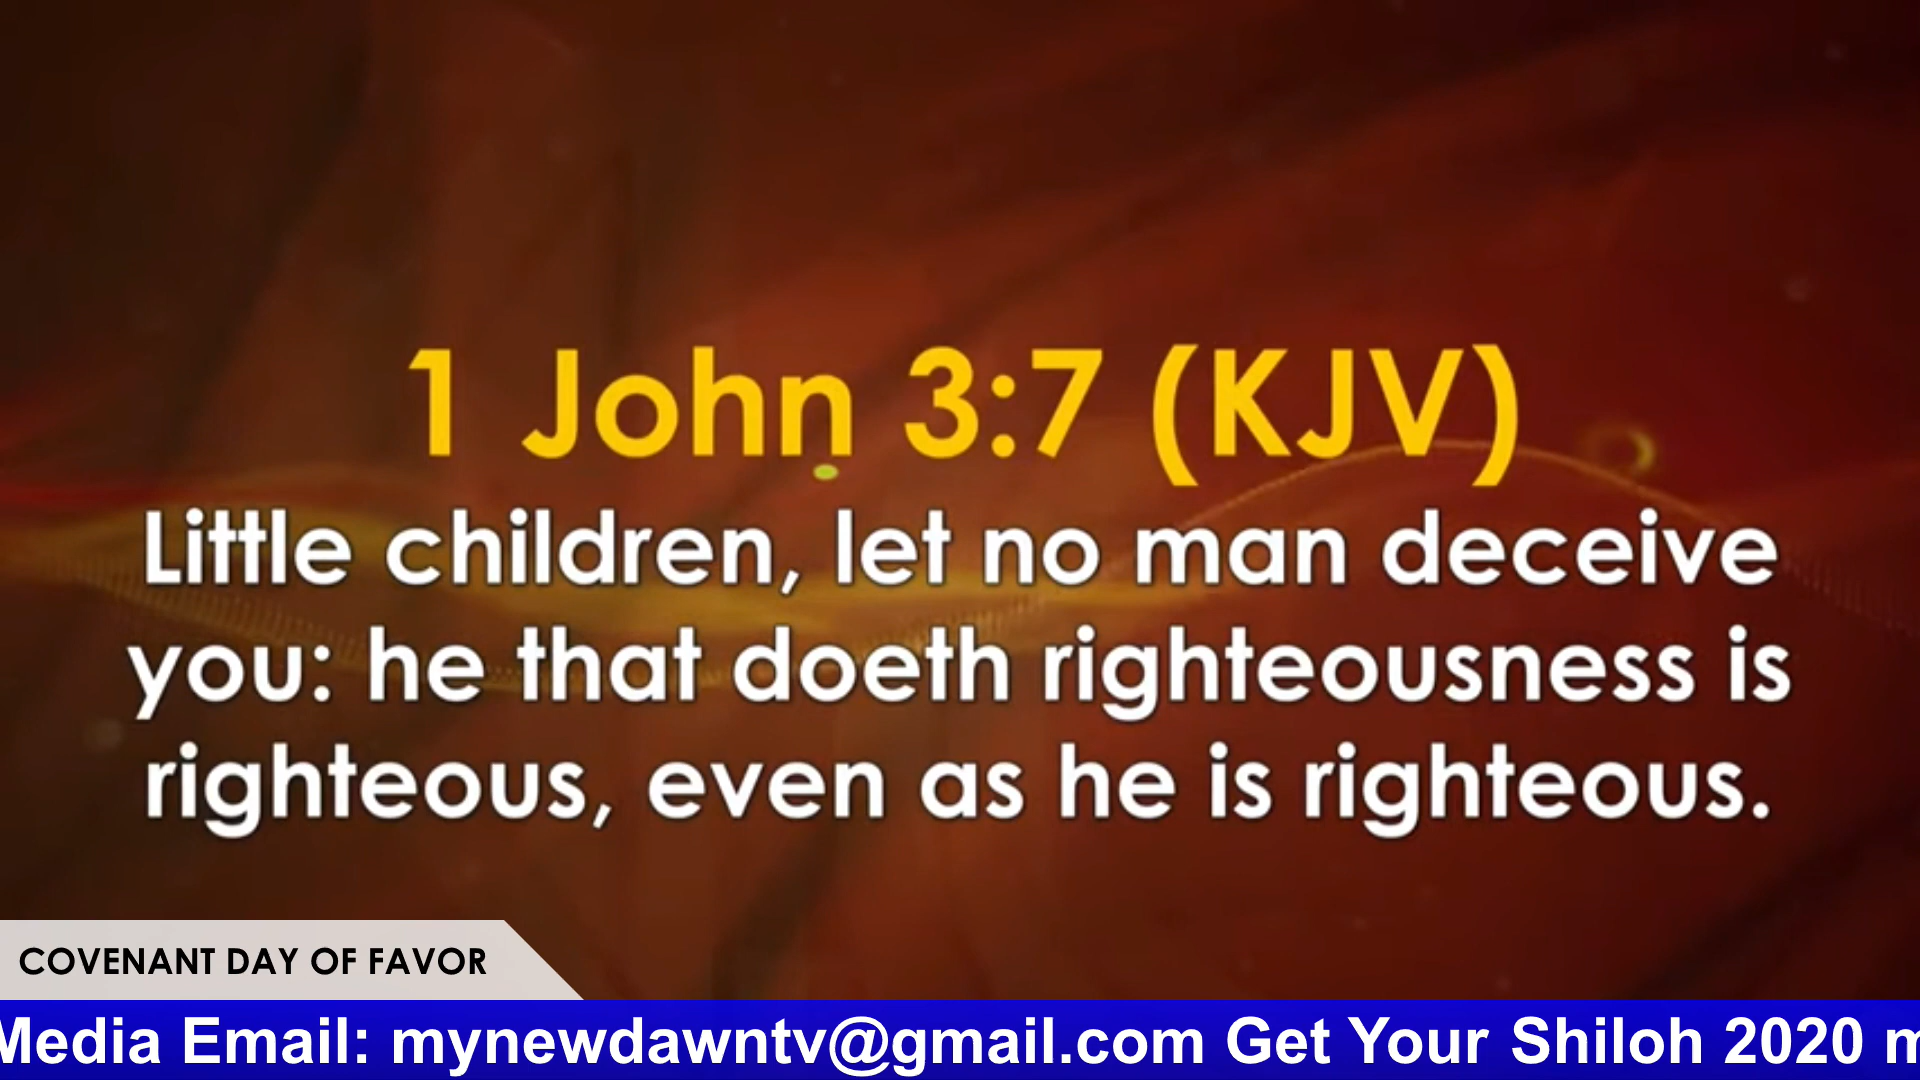 1 John 3:7 (KJV)
Little children, let no man deceive
you: he that doeth righteousness is
righteous, even as he is righteous.
COVENANT DAY OF FAVOR
Media Email: mynewdawntv@gmail.com Get Your Shiloh 2020